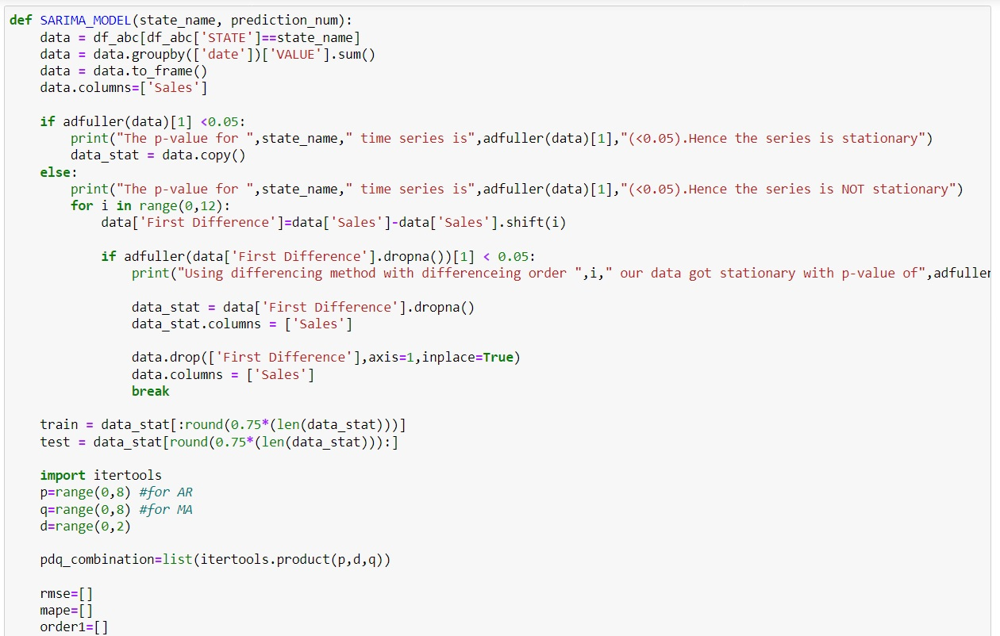 def SARIMA_MODEL(state_name, prediction_num):
    data = df_abc[df_abc['STATE']==state_name]
    data = data.groupby(['date'])['VALUE'].sum()
    data = data.to_frame()
    data.columns=['Sales']

    if adfuller(data)[1] <0.05:
        print("The p-value for ",state_name," time series is",adfuller(data)[1],"(<0.05).Hence the series is stationary")
        data_stat = data.copy()
    else:
        print("The p-value for ",state_name," time series is",adfuller(data)[1],"(<0.05).Hence the series is NOT stationary")
        for i in range(0,12):
            data['First Difference']=data['Sales']-data['Sales'].shift(i)

            if adfuller(data['First Difference'].dropna())[1] < 0.05:
                print("Using differencing method with differenceing order ",i," our data got stationary with p-value of",adfuller

                data_stat = data['First Difference'].dropna()
                data_stat.columns = ['Sales']

                data.drop(['First Difference'],axis=1,inplace=True)
                data.columns = ['Sales']
                break

    train = data_stat[:round(0.75*(len(data_stat)))]
    test = data_stat[round(0.75*(len(data_stat))):]

    import itertools
    p=range(0,8) #for AR
    q=range(0,8) #for MA
    d=range(0,2)

    pdq_combination=list(itertools.product(p,d,q))

    rmse=[]
    mape=[]
    order1=[]